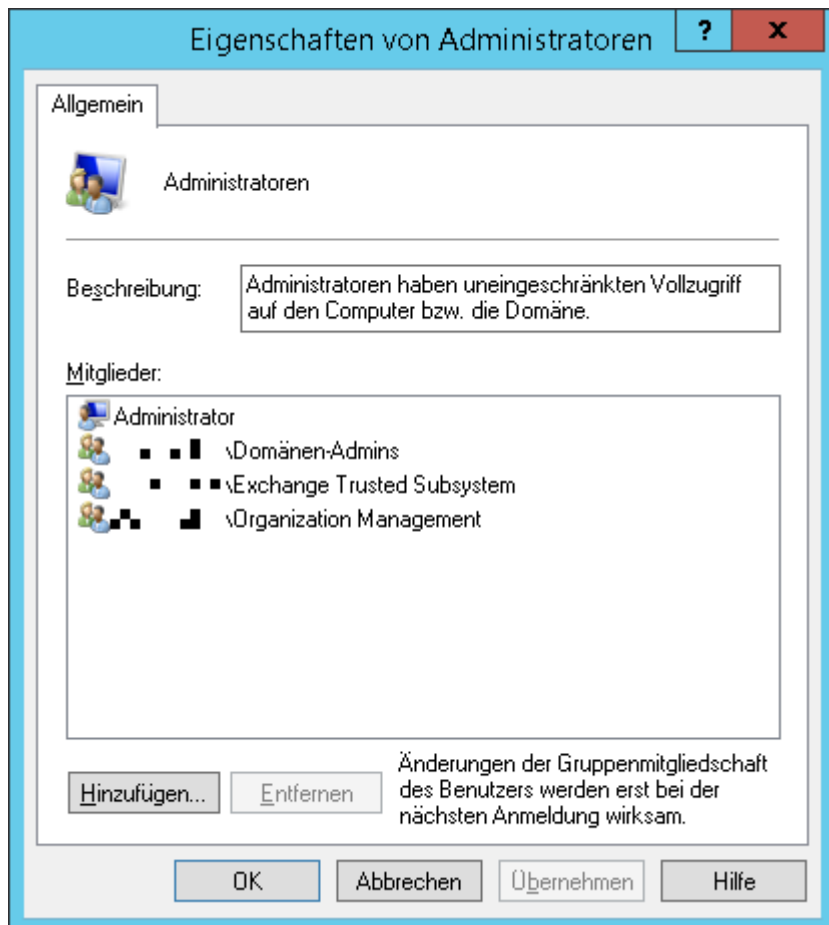 Eigenschaften von Administratoren
?
x
Allgemein
Administratoren
Beschreibung:
Administratoren haben uneingeschränkten Vollzugriff
auf den Computer bzw. die Domäne.
Mitglieder:
Administrator
\Domänen-Admins
\Exchange Trusted Subsystem
\Organization Management
Hinzufügen...
Entfernen
Änderungen der Gruppenmitgliedschaft
des Benutzers werden erst bei der
nächsten Anmeldung wirksam.
OK
Abbrechen
Übernehmen
Hilfe